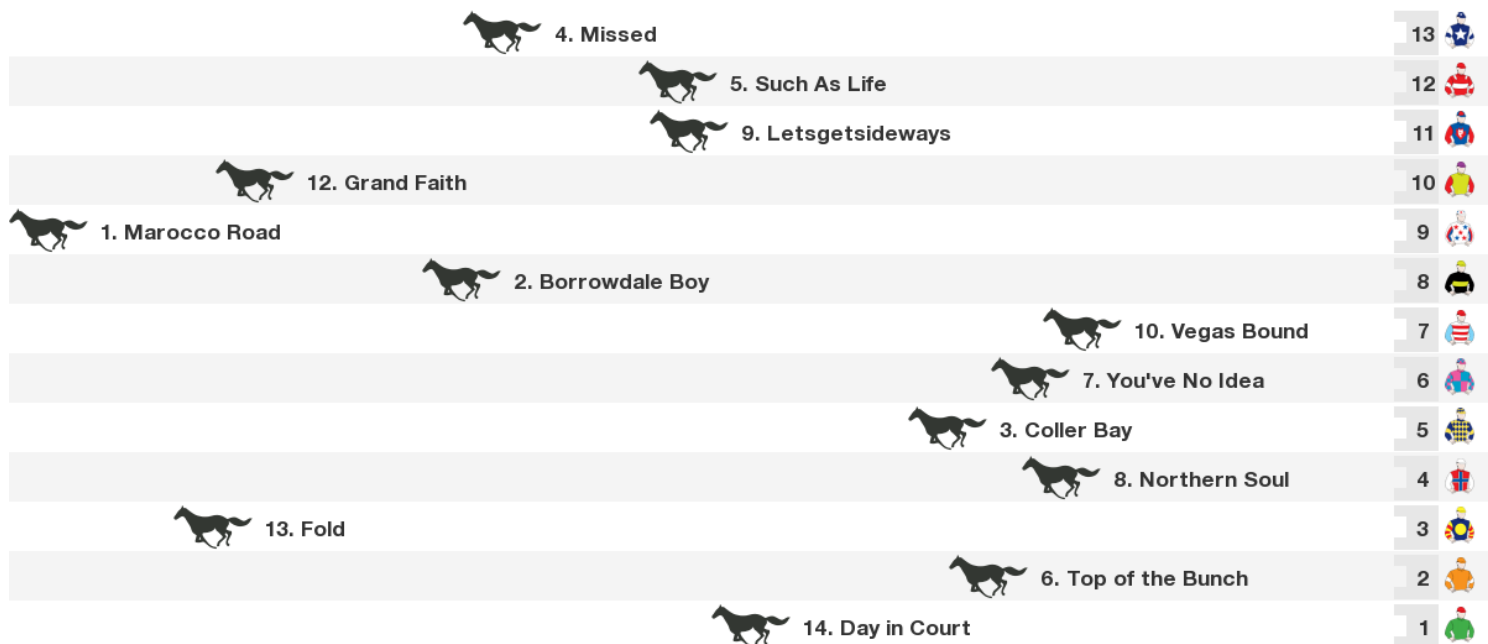 4. Missed 13
5. Such As Life 12
9. Letsgetsideways 11
12. Grand Faith 10
1. Marocco Road 9
2. Borrowdale Boy 8
10. Vegas Bound 7
7. You've No Idea 6
3. Coller Bay 5
8. Northern Soul 4
13. Fold 3
6. Top of the Bunch 2
14. Day in Court 1